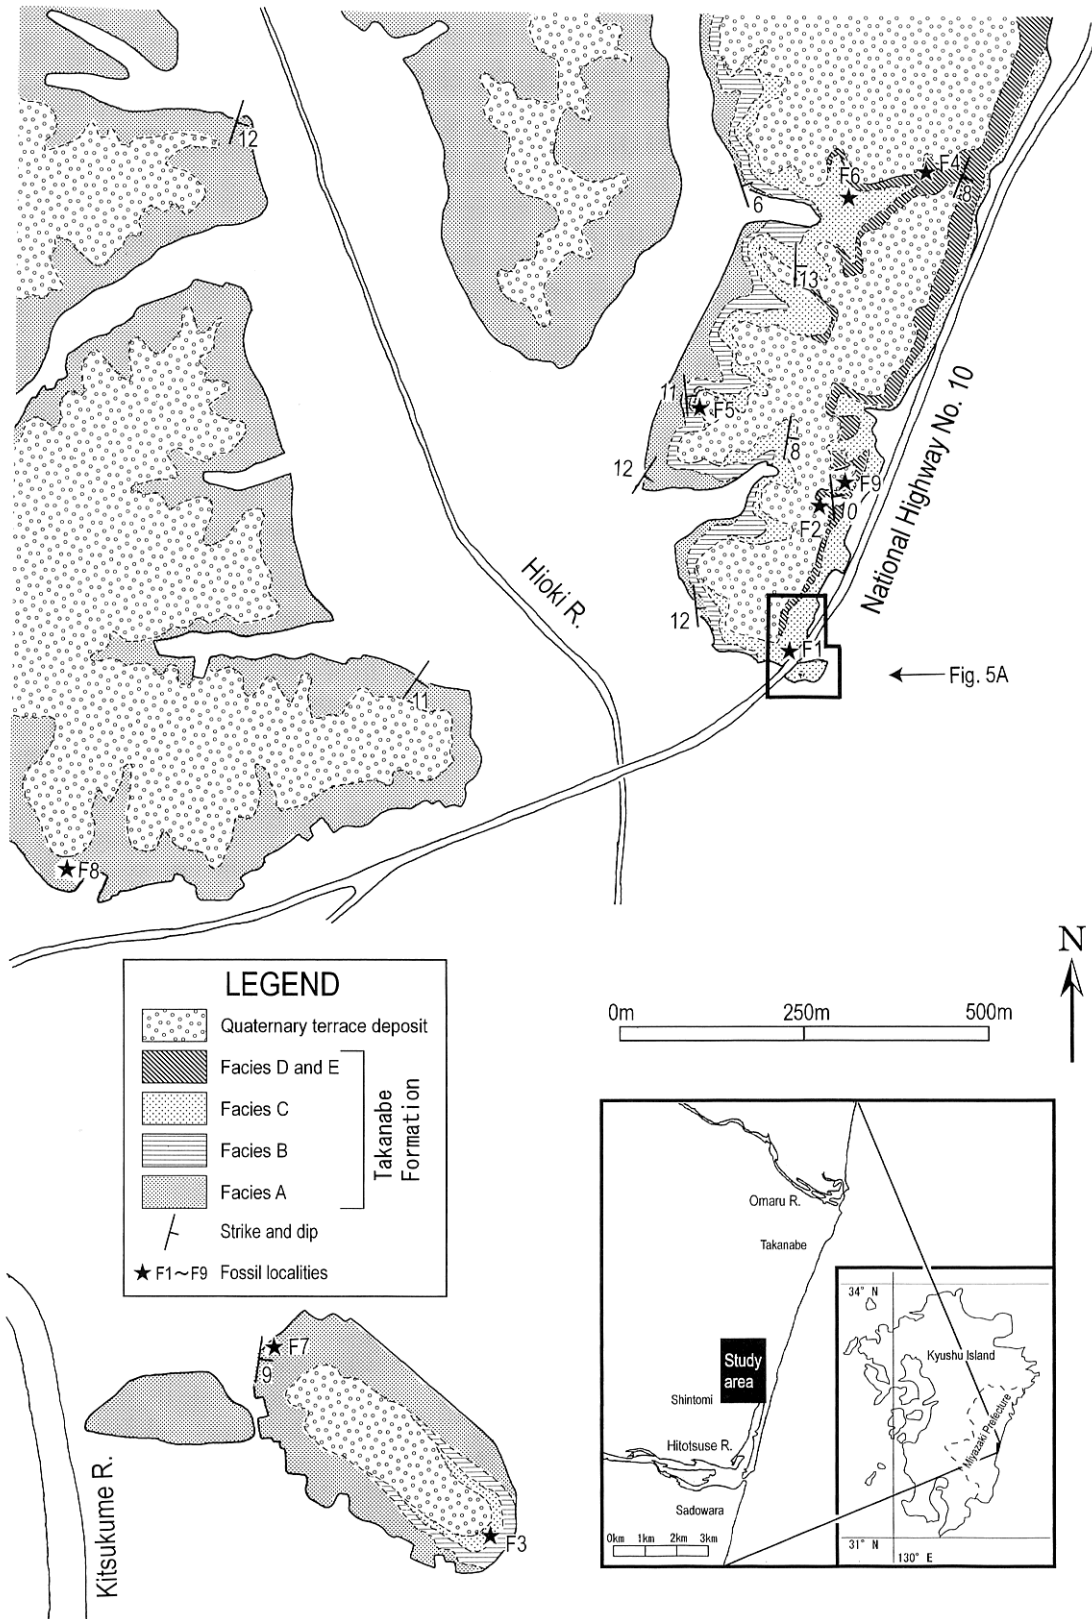 12
F4
F6
8
6
13
11
F5
12
8
F9
10
F2
National Highway No. 10
Hioki R.
12
F1
Fig. 5A
11
F8
N
LEGEND
Quaternary terrace deposit
Facies D and E
Facies C
Facies B
Facies A
Takanabe
Formation
Strike and dip
F1～F9 Fossil localities
0m 250m 500m
Omaru R.
Takanabe
Study
area
Shintomi
Hitotsuse R.
Sadowara
0km 1km 2km 3km
34° N
Kyushu Island
Miyazaki Prefecture
31° N
130° E
F7
9
F3
Kitsukume R.